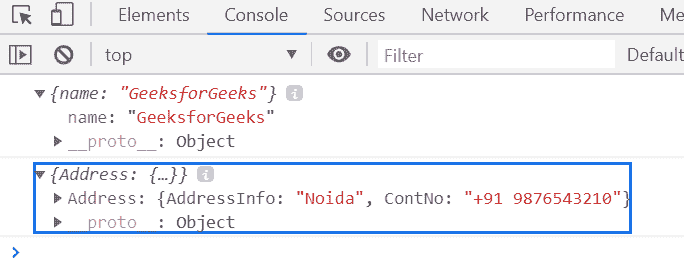 Elements Console Sources Network Performance Me
top Filter Default
▼ {name: "GeeksforGeeks"} i
name: "GeeksforGeeks"
▶ __proto__: Object
▼ {Address: {…}} i
▶ Address: {AddressInfo: "Noida", ContNo: "+91 9876543210"}
▶ __proto__: Object
>